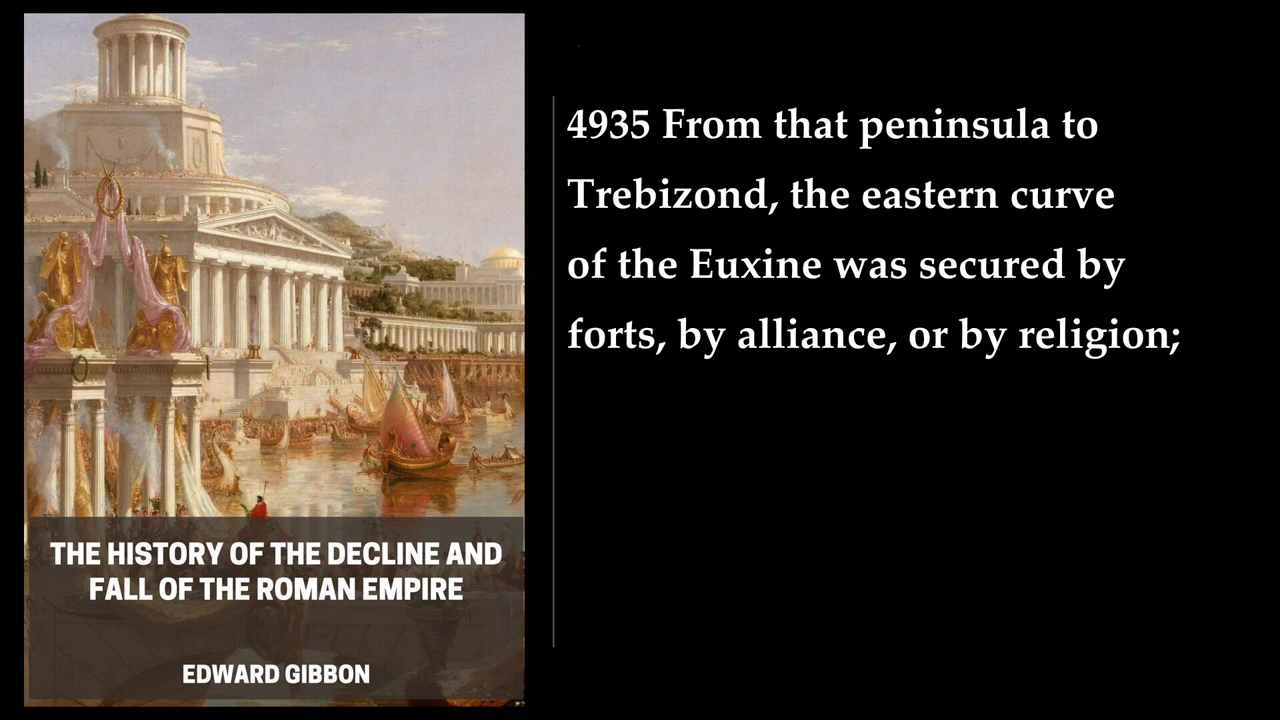 4935 From that peninsula to
Trebizond, the eastern curve
of the Euxine was secured by
forts, by alliance, or by religion;
THE HISTORY OF THE DECLINE AND
FALL OF THE ROMAN EMPIRE
EDWARD GIBBON